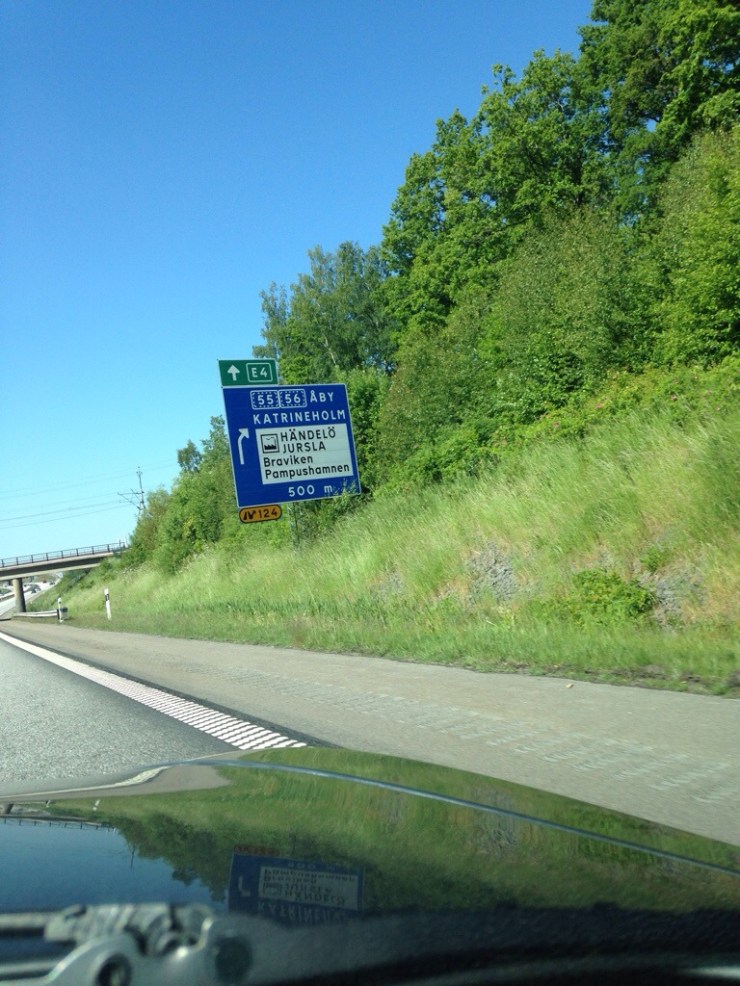 E4
55 56 ÅBY
KATRINEHOLM
HÄNDELÖ
JURSLA
Braviken
Pampushamnen
500 m
124